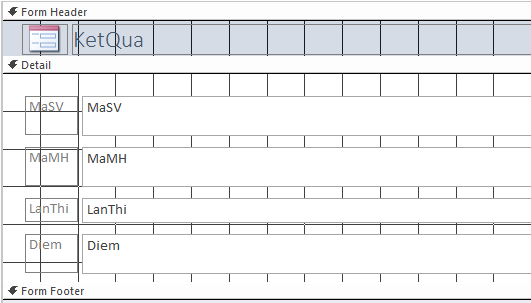 Form Header
KetQua
Detail
MaSV MaSV
MaMH MaMH
LanThi LanThi
Diem Diem
Form Footer